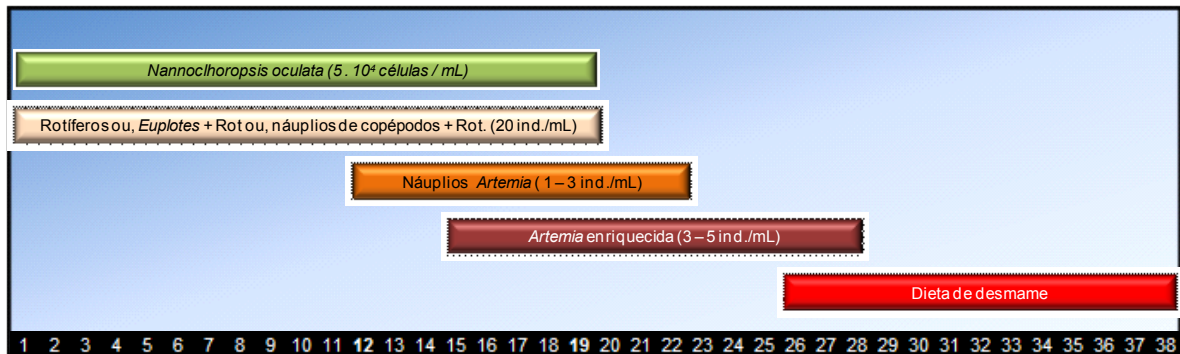 Nannoclhoropsis oculata (5 . 10⁴ células / mL)
Rotíferos ou, Euplotes + Rot ou, náuplios de copépodos + Rot. (20 ind./mL)
Náuplios Artemia ( 1 – 3 ind./mL)
Artemia enriquecida (3 – 5 ind./mL)
Dieta de desmame
1 2 3 4 5 6 7 8 9 10 11 12 13 14 15 16 17 18 19 20 21 22 23 24 25 26 27 28 29 30 31 32 33 34 35 36 37 38